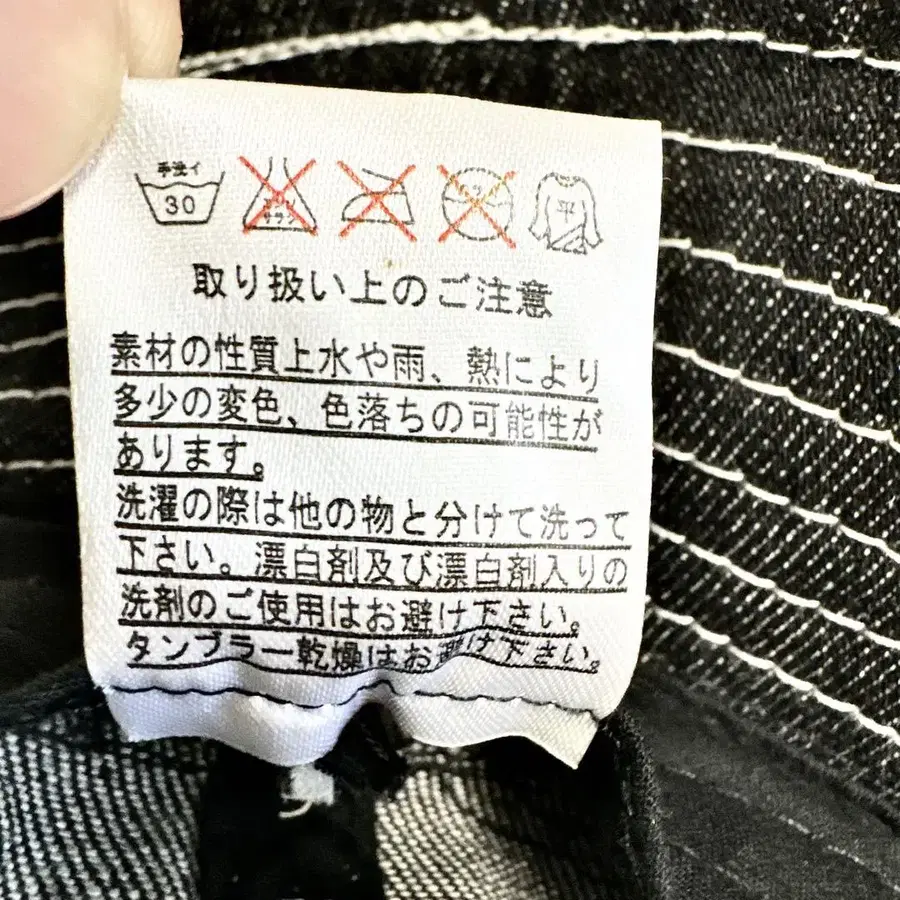 手洗イ
30
平
取り扱い上のご注意
素材の性質上水や雨、熱により
多少の変色、色落ちの可能性が
あります。
洗濯の際は他の物と分けて洗って
下さい。漂白剤及び漂白剤入りの
洗剤のご使用はお避け下さい。
タンブラー乾燥はお避け下さい。